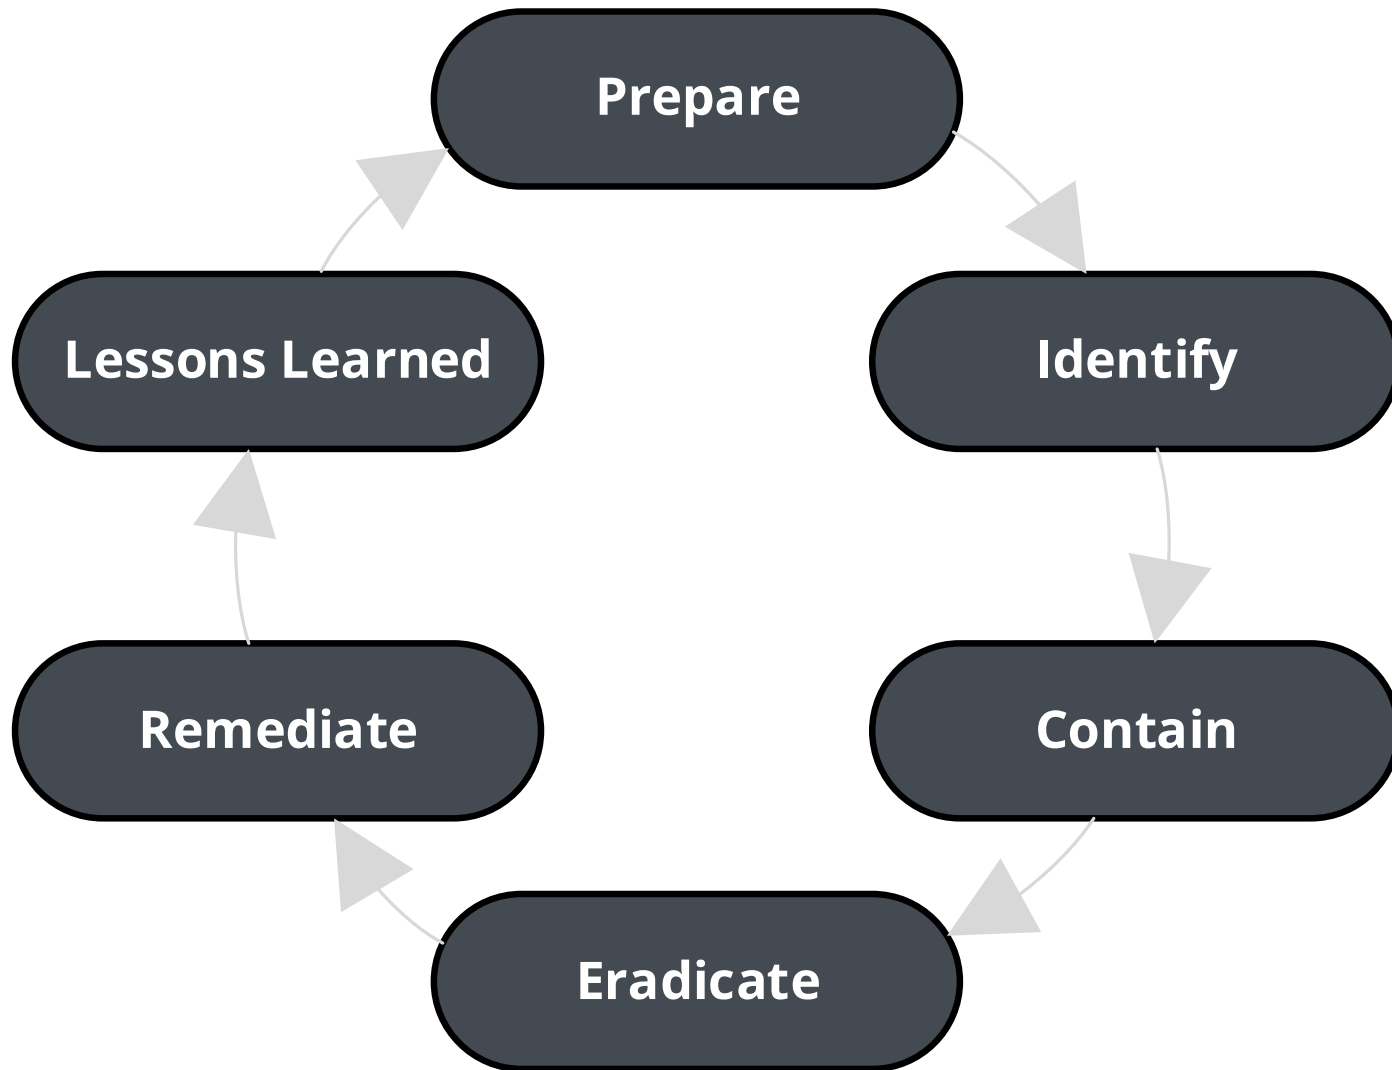 Prepare
Identify
Contain
Eradicate
Remediate
Lessons Learned